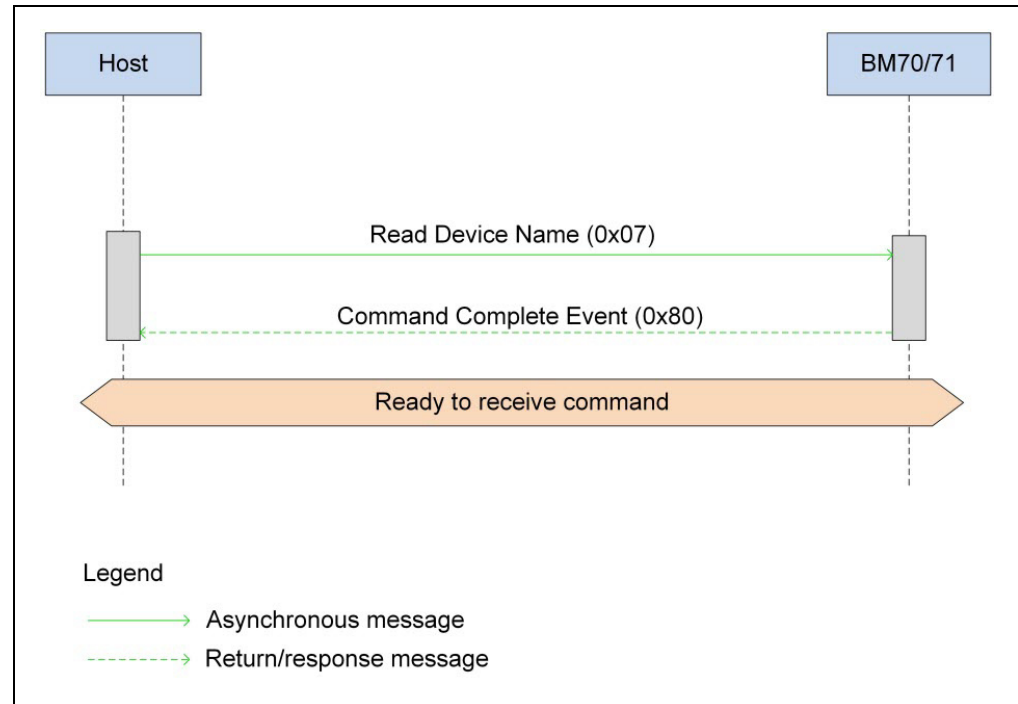 Host
BM70/71
Read Device Name (0x07)
Command Complete Event (0x80)
Ready to receive command
Legend
Asynchronous message
Return/response message